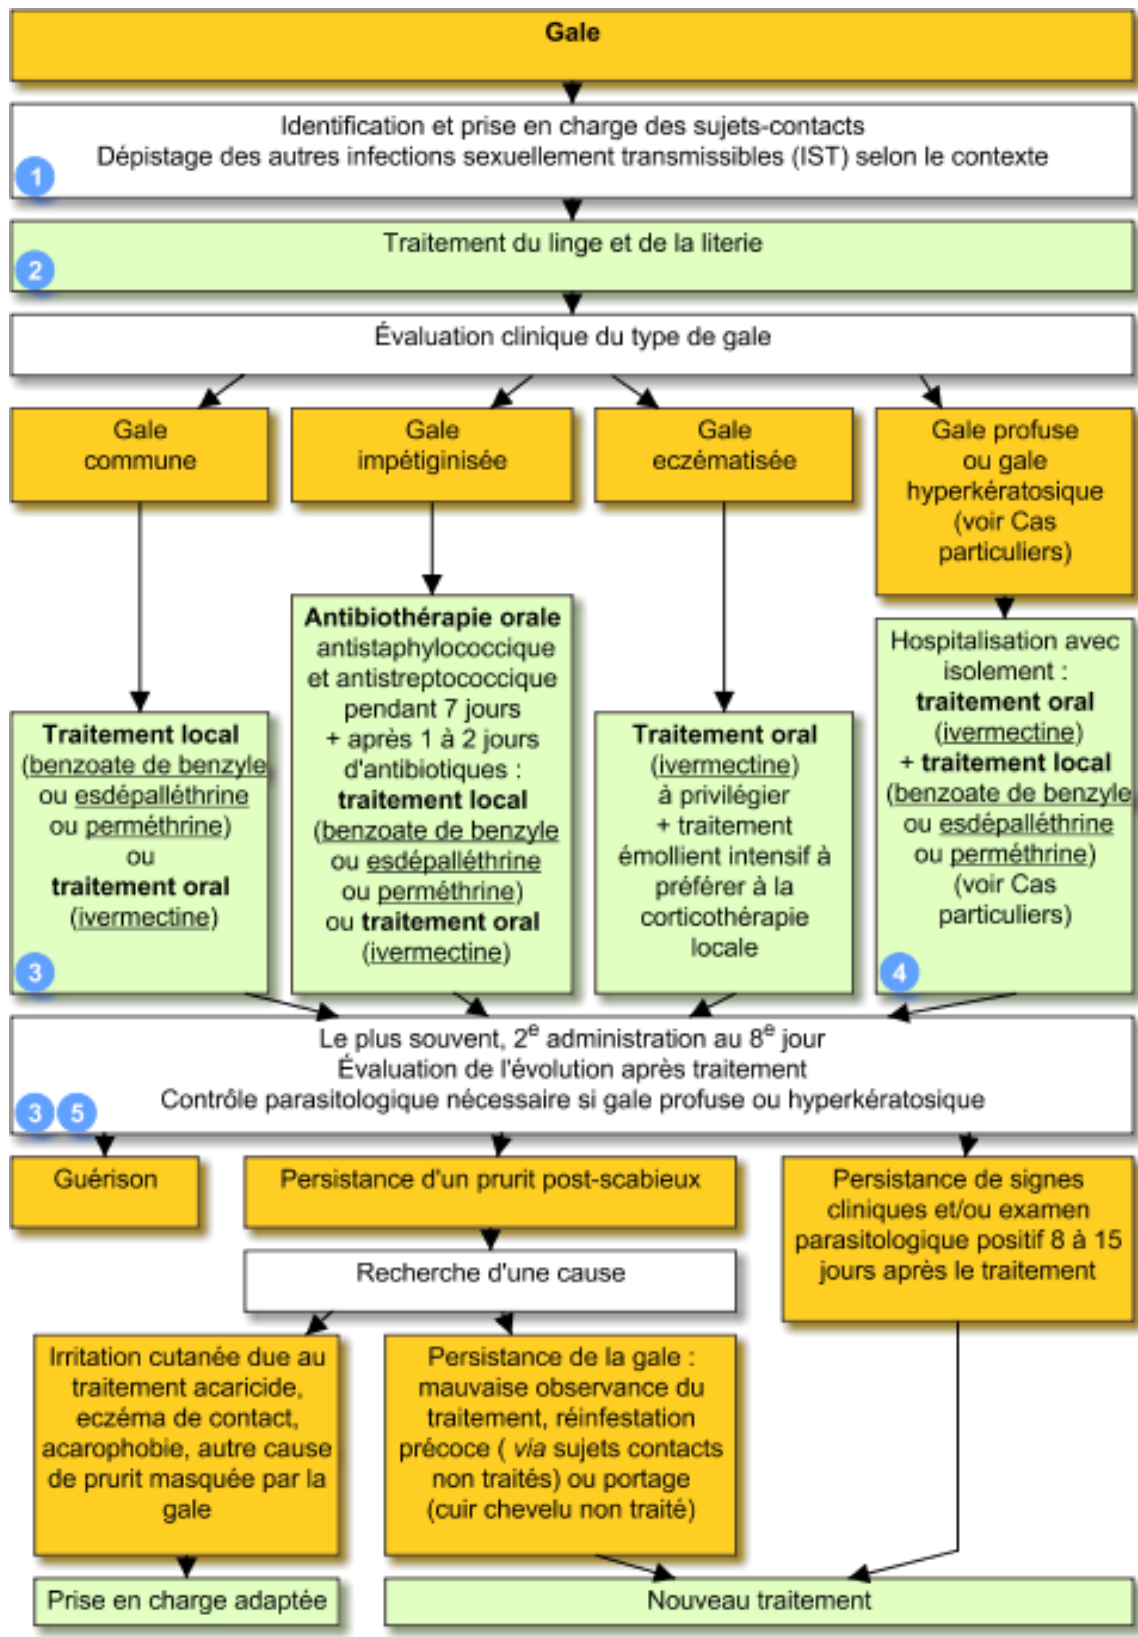 Gale
Identification et prise en charge des sujets-contacts
Dépistage des autres infections sexuellement transmissibles (IST) selon le contexte
1
Traitement du linge et de la literie
2
Évaluation clinique du type de gale
Gale
commune
Gale
impétiginisée
Gale
eczématisée
Gale profuse
ou gale
hyperkératosique
(voir Cas
particuliers)
Traitement local
(benzoate de benzyle
ou esdépalléthrine
ou perméthrine)
ou
traitement oral
(ivermectine)
3
Antibiothérapie orale
antistaphylococcique
et antistreptococcique
pendant 7 jours
+ après 1 à 2 jours
d'antibiotiques :
traitement local
(benzoate de benzyle
ou esdépalléthrine
ou perméthrine)
ou traitement oral
(ivermectine)
Traitement oral
(ivermectine)
à privilégier
+ traitement
émollient intensif à
préférer à la
corticothérapie
locale
Hospitalisation avec
isolement :
traitement oral
(ivermectine)
+ traitement local
(benzoate de benzyle
ou esdépalléthrine
ou perméthrine)
(voir Cas
particuliers)
4
Le plus souvent, 2e administration au 8e jour
Évaluation de l'évolution après traitement
Contrôle parasitologique nécessaire si gale profuse ou hyperkératosique
3 5
Guérison
Persistance d'un prurit post-scabieux
Persistance de signes
cliniques et/ou examen
parasitologique positif 8 à 15
jours après le traitement
Recherche d'une cause
Irritation cutanée due au
traitement acaricide,
eczéma de contact,
acarophobie, autre cause
de prurit masquée par la
gale
Persistance de la gale :
mauvaise observance du
traitement, réinfestation
précoce ( via sujets contacts
non traités) ou portage
(cuir chevelu non traité)
Prise en charge adaptée
Nouveau traitement